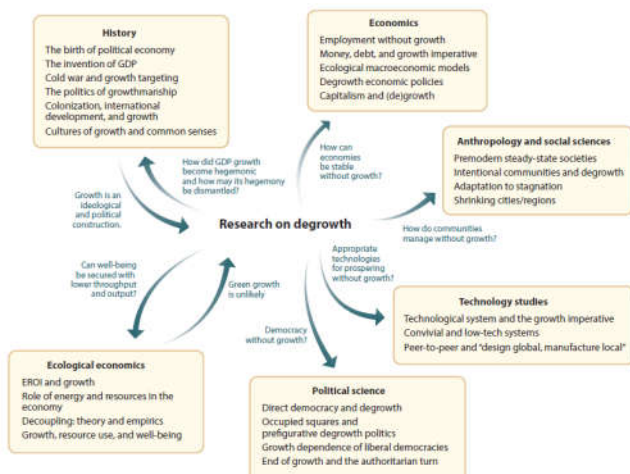 History
The birth of political economy
The invention of GDP
Cold war and growth targeting
The politics of growthmanship
Colonization, international
development, and growth
Cultures of growth and common senses
Economics
Employment without growth
Money, debt, and growth imperative
Ecological macroeconomic models
Degrowth economic policies
Capitalism and (de)growth
Anthropology and social sciences
Premodern steady-state societies
Intentional communities and degrowth
Adaptation to stagnation
Shrinking cities/regions
How did GDP growth
become hegemonic
and how may its hegemony
be dismantled?
How can
economies
be stable
without growth?
Growth is an
ideological
and political
construction.
Research on degrowth
How do communities
manage without growth?
Can well-being
be secured with
lower throughput
and output?
Green growth
is unlikely
Appropriate
technologies
for prospering
without growth?
Democracy
without growth?
Technology studies
Technological system and the growth imperative
Convivial and low-tech systems
Peer-to-peer and “design global, manufacture local”
Ecological economics
EROI and growth
Role of energy and resources in the
economy
Decoupling: theory and empirics
Growth, resource use, and well-being
Political science
Direct democracy and degrowth
Occupied squares and
prefigurative degrowth politics
Growth dependence of liberal democracies
End of growth and the authoritarian turn